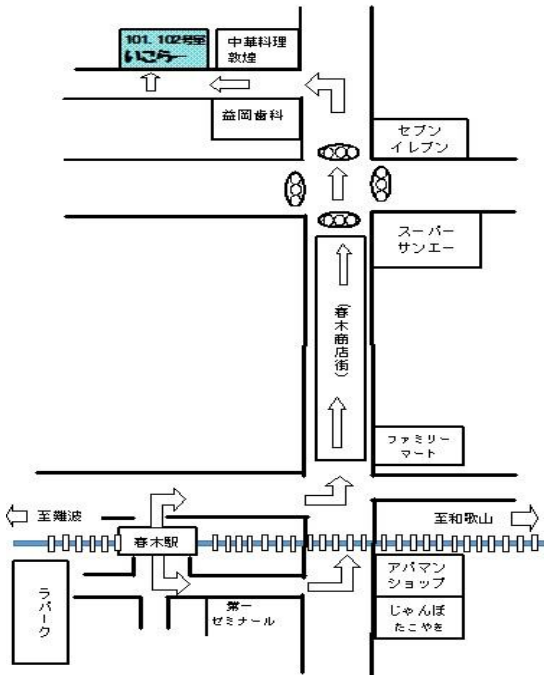 101．102号室
いこらー
中華料理
敦煌
益岡歯科
セブン
イレブン
スーパー
サンエー
（春木商店街）
ファミリー
マート
至難波
春木駅
至和歌山
ラパーク
第一
ゼミナール
アパマン
ショップ
じゃんぼ
たこやき